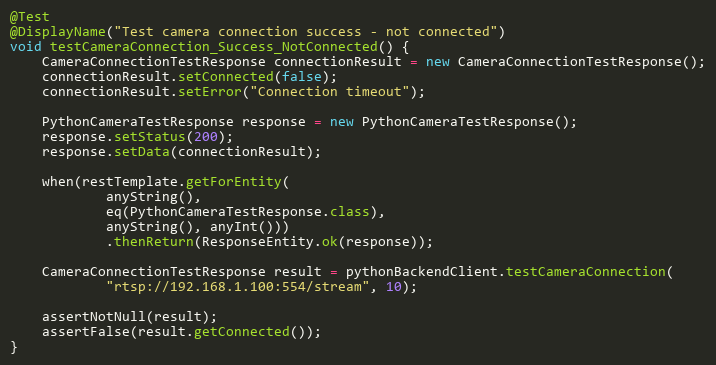 @Test
@DisplayName("Test camera connection success - not connected")
void testCameraConnection_Success_NotConnected() {
    CameraConnectionTestResponse connectionResult = new CameraConnectionTestResponse();
    connectionResult.setConnected(false);
    connectionResult.setError("Connection timeout");

    PythonCameraTestResponse response = new PythonCameraTestResponse();
    response.setStatus(200);
    response.setData(connectionResult);

    when(restTemplate.getForEntity(
            anyString(),
            eq(PythonCameraTestResponse.class),
            anyString(), anyInt()))
            .thenReturn(ResponseEntity.ok(response));

    CameraConnectionTestResponse result = pythonBackendClient.testCameraConnection(
            "rtsp://192.168.1.100:554/stream", 10);

    assertNotNull(result);
    assertFalse(result.getConnected());
}